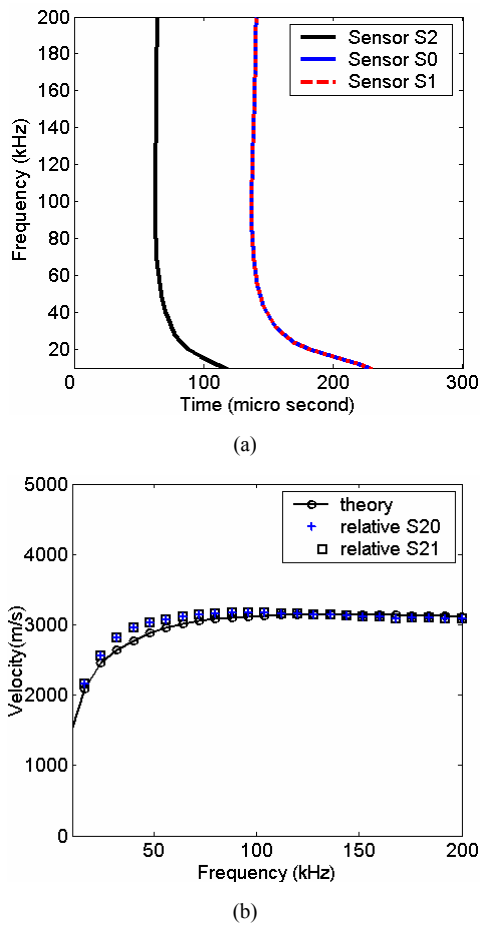 200
180
160
140
120
100
80
60
40
20
Frequency (kHz)
Sensor S2
Sensor S0
Sensor S1
0
100
200
300
Time (micro second)
(a)
5000
4000
3000
2000
1000
0
Velocity(m/s)
theory
relative S20
relative S21
50
100
150
200
Frequency (kHz)
(b)